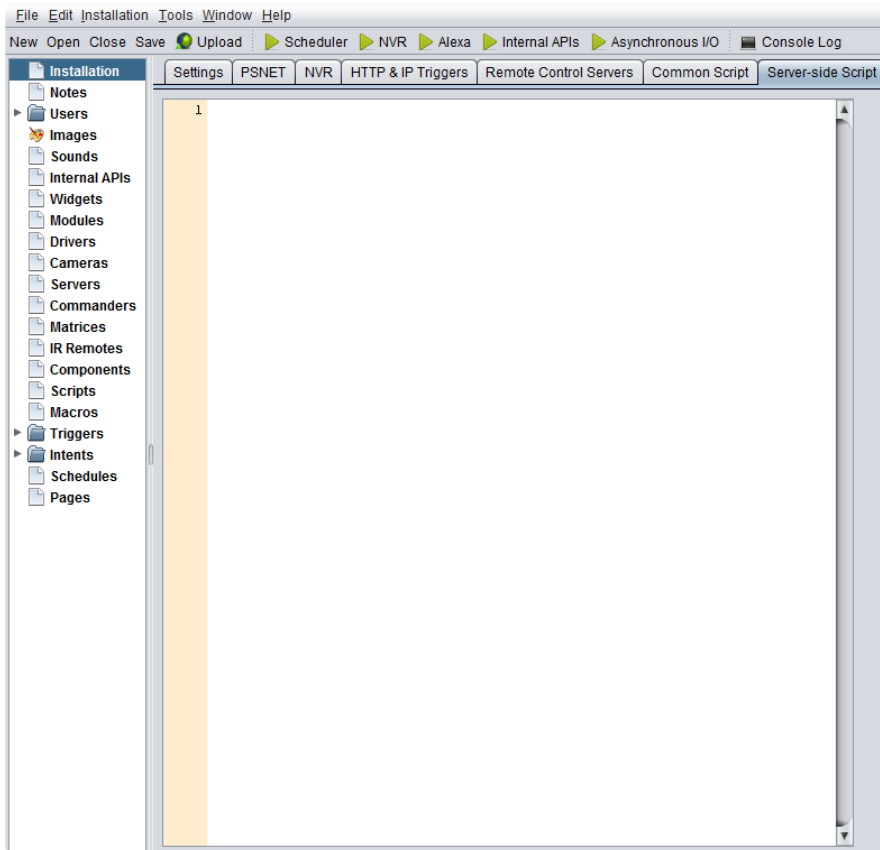 File Edit Installation Tools Window Help
New Open Close Save Upload Scheduler NVR Alexa Internal APIs Asynchronous I/O Console Log
Installation
Notes
Users
Images
Sounds
Internal APIs
Widgets
Modules
Drivers
Cameras
Servers
Commanders
Matrices
IR Remotes
Components
Scripts
Macros
Triggers
Intents
Schedules
Pages
Settings PSNET NVR HTTP & IP Triggers Remote Control Servers Common Script Server-side Script
1